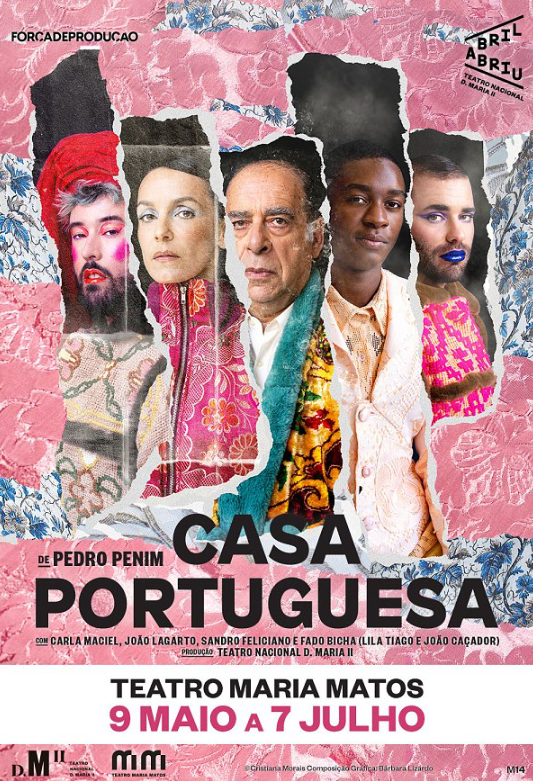 FORCADEPRODUCAO
ABRIL
ABRIU
TEATRO NACIONAL
D. MARIA II
CASA
DE PEDRO PENIM
PORTUGUESA
COM CARLA MACIEL, JOÃO LAGARTO, SANDRO FELICIANO E FADO BICHA (LILA TIAGO E JOÃO CAÇADOR)
PRODUÇÃO TEATRO NACIONAL D. MARIA II
TEATRO MARIA MATOS
9 MAIO A 7 JULHO
D.M II TEATRO NACIONAL D. MARIA II
MM TEATRO MARIA MATOS
©Cristiana Morais Composição Gráfica: Bárbara Lizardo
M14